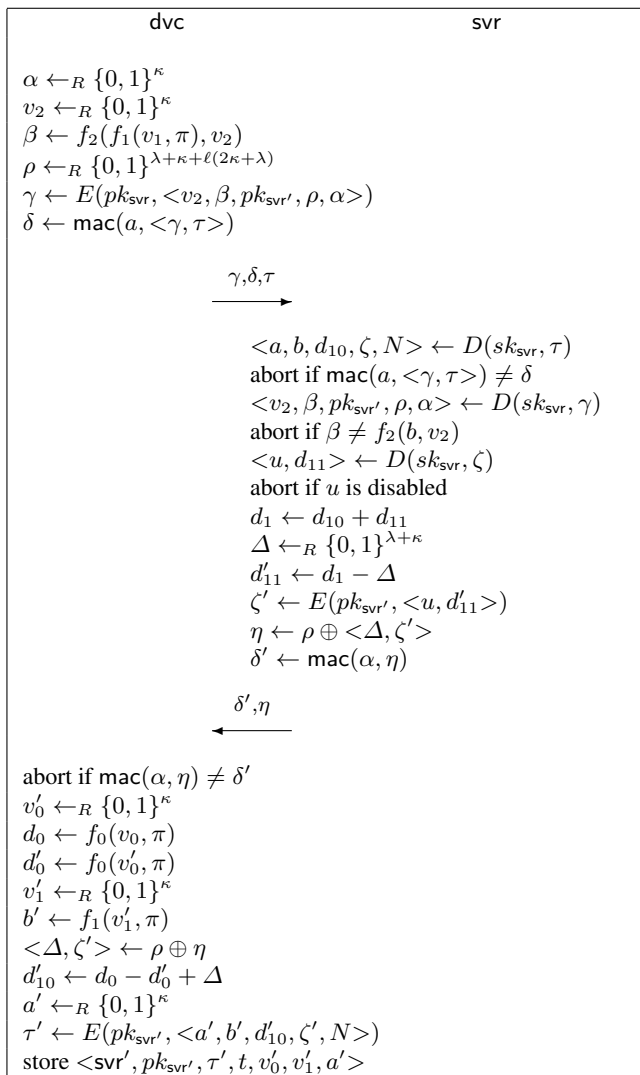 dvc svr
α ←R {0, 1}^κ
v2 ←R {0, 1}^κ
β ← f2(f1(v1, π), v2)
ρ ←R {0, 1}^λ+κ+ℓ(2κ+λ)
γ ← E(pksvr, <v2, β, pksvr′, ρ, α>)
δ ← mac(a, <γ, τ>)
γ,δ,τ
<a, b, d10, ζ, N> ← D(sksvr, τ)
abort if mac(a, <γ, τ>) ≠ δ
<v2, β, pksvr′, ρ, α> ← D(sksvr, γ)
abort if β ≠ f2(b, v2)
<u, d11> ← D(sksvr, ζ)
abort if u is disabled
d1 ← d10 + d11
Δ ←R {0, 1}^λ+κ
d′11 ← d1 − Δ
ζ′ ← E(pksvr′, <u, d′11>)
η ← ρ ⊕ <Δ, ζ′>
δ′ ← mac(α, η)
δ′,η
abort if mac(α, η) ≠ δ′
v′0 ←R {0, 1}^κ
d0 ← f0(v0, π)
d′0 ← f0(v′0, π)
v′1 ←R {0, 1}^κ
b′ ← f1(v′1, π)
<Δ, ζ′> ← ρ ⊕ η
d′10 ← d0 − d′0 + Δ
a′ ←R {0, 1}^κ
τ′ ← E(pksvr′, <a′, b′, d′10, ζ′, N>)
store <svr′, pksvr′, τ′, t, v′0, v′1, a′>